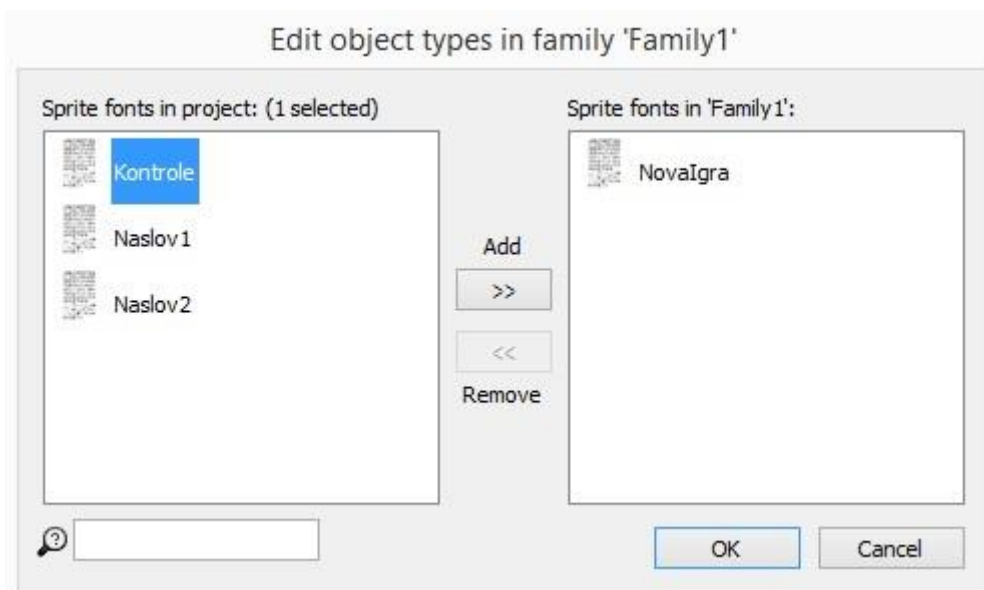 Edit object types in family 'Family1'
Sprite fonts in project: (1 selected)
Kontrole
Naslov1
Naslov2
Add
>>
<<
Remove
Sprite fonts in 'Family1':
NovaIgra
OK
Cancel